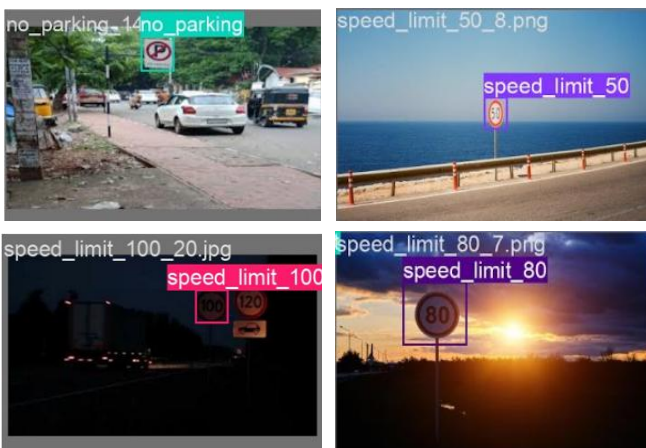 no_parking_14
no_parking
P
speed_limit_50_8.png
speed_limit_50
50
speed_limit_100_20.jpg
speed_limit_100
100
120
speed_limit_80_7.png
speed_limit_80
80